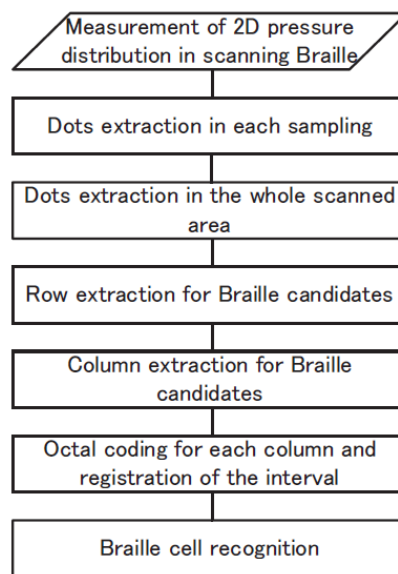 Measurement of 2D pressure
distribution in scanning Braille
Dots extraction in each sampling
Dots extraction in the whole scanned
area
Row extraction for Braille candidates
Column extraction for Braille
candidates
Octal coding for each column and
registration of the interval
Braille cell recognition